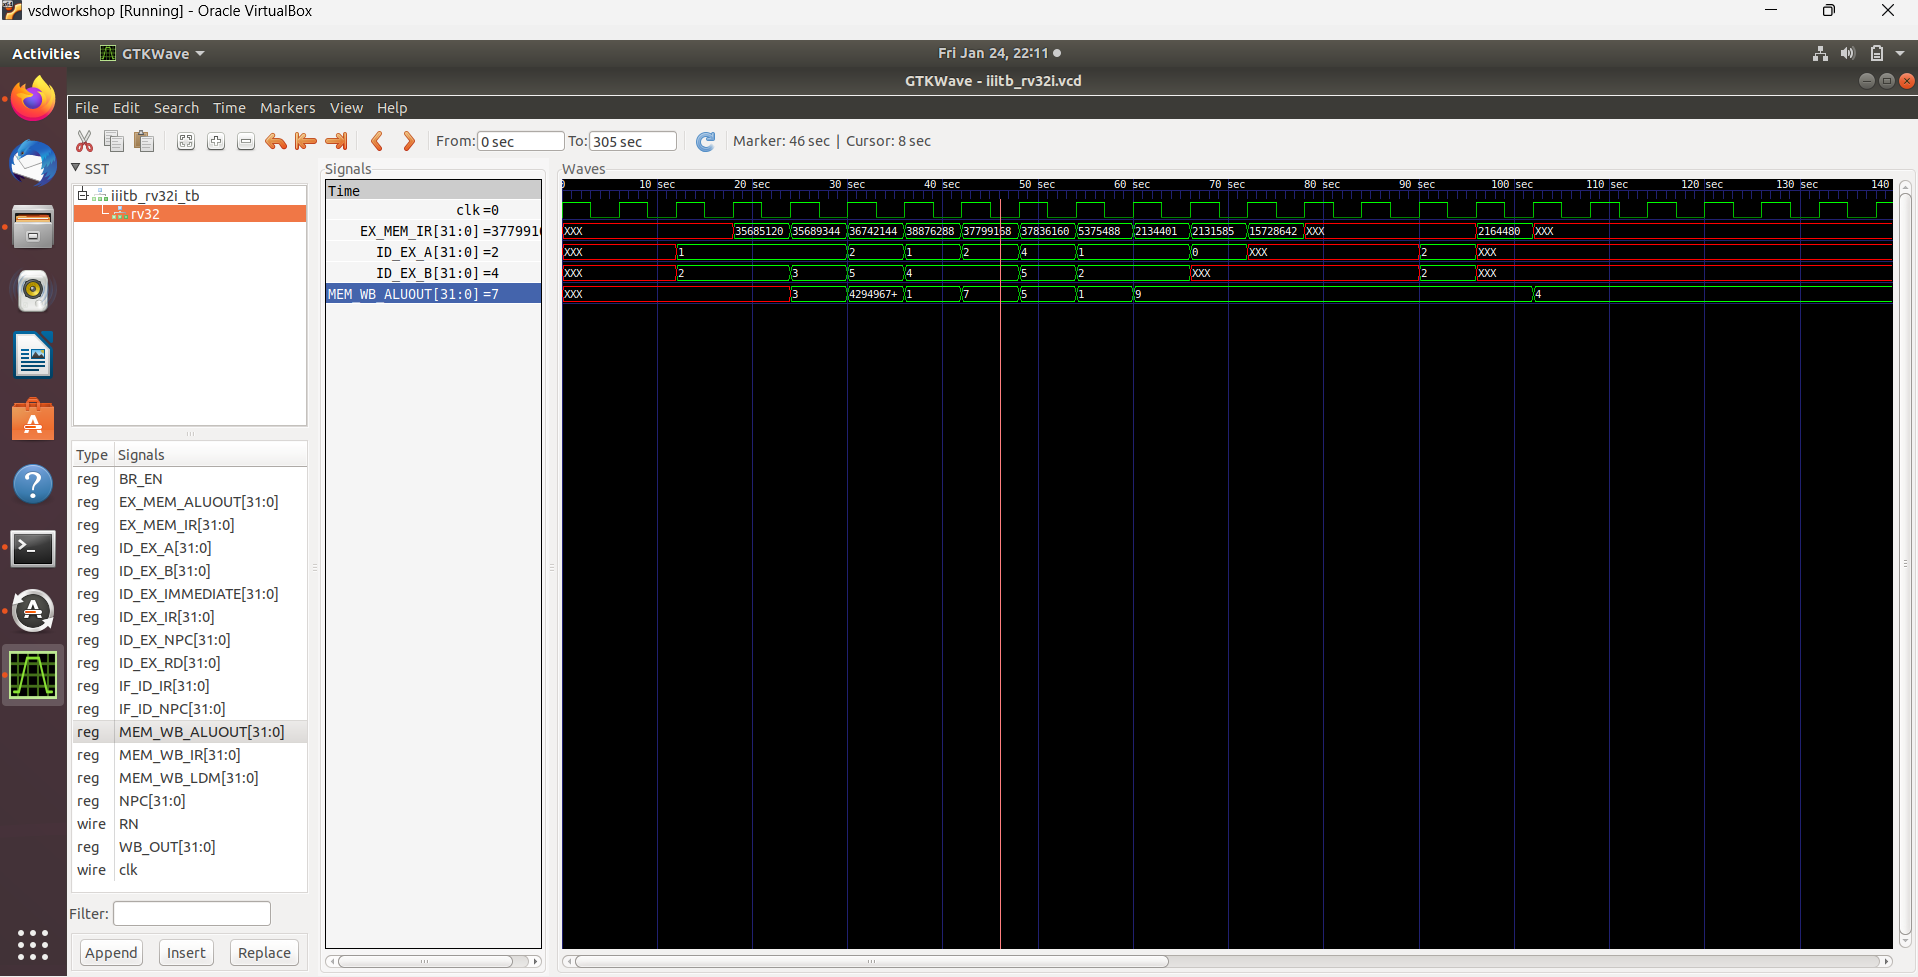 vsdworkshop [Running] - Oracle VirtualBox
Activities GTKWave Fri Jan 24, 22:11
GTKWave - iiitb_rv32i.vcd
File Edit Search Time Markers View Help
From: 0 sec To: 305 sec Marker: 46 sec | Cursor: 8 sec
SST
iiitb_rv32i_tb
rv32
Type Signals
reg BR_EN
reg EX_MEM_ALUOUT[31:0]
reg EX_MEM_IR[31:0]
reg ID_EX_A[31:0]
reg ID_EX_B[31:0]
reg ID_EX_IMMEDIATE[31:0]
reg ID_EX_IR[31:0]
reg ID_EX_NPC[31:0]
reg ID_EX_RD[31:0]
reg IF_ID_IR[31:0]
reg IF_ID_NPC[31:0]
reg MEM_WB_ALUOUT[31:0]
reg MEM_WB_IR[31:0]
reg MEM_WB_LDM[31:0]
reg NPC[31:0]
wire RN
reg WB_OUT[31:0]
wire clk
Filter:
Append Insert Replace
Signals
Time
clk =0
EX_MEM_IR[31:0] =3779916
ID_EX_A[31:0] =2
ID_EX_B[31:0] =4
MEM_WB_ALUOUT[31:0] =7
Waves
0 10 sec 20 sec 30 sec 40 sec 50 sec 60 sec 70 sec 80 sec 90 sec 100 sec 110 sec 120 sec 130 sec 140
XXX 35685120 35689344 36742144 38876288 37799168 37836160 5375488 2134401 2131585 15728642 XXX 2164480 XXX
XXX 1 2 1 2 4 1 0 XXX 2 XXX
XXX 2 3 5 4 5 2 XXX 2 XXX
XXX 3 4294967+ 1 7 5 1 9 4